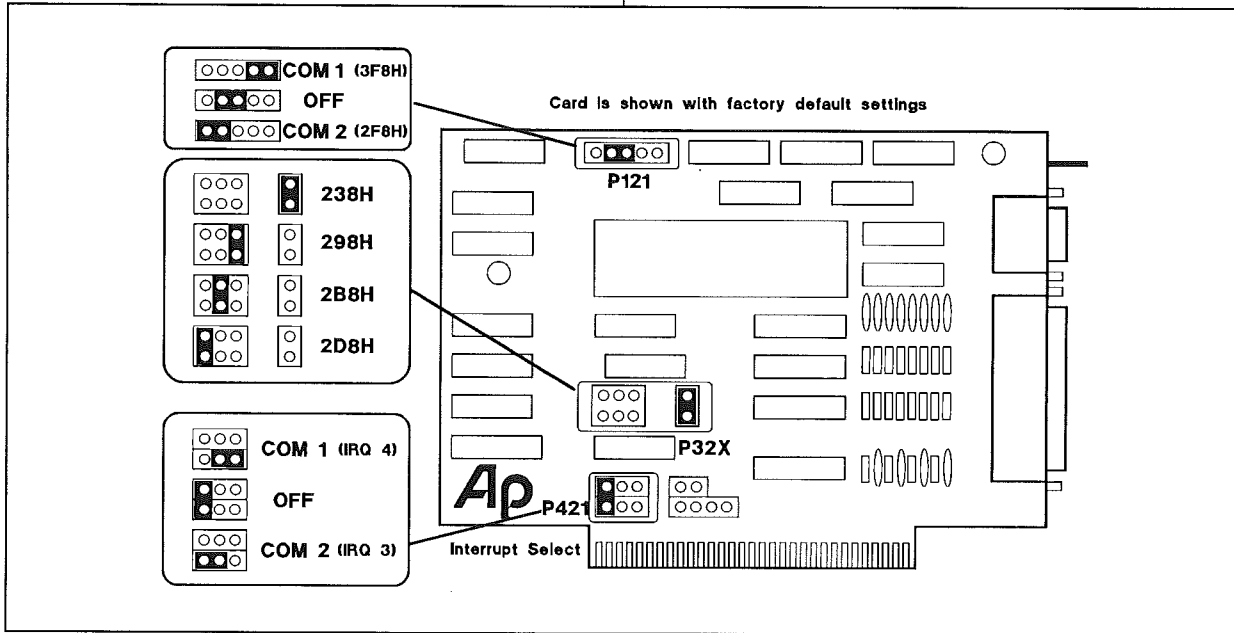 COM 1 (3F8H)
OFF
COM 2 (2F8H)
Card is shown with factory default settings
P121
238H
298H
2B8H
2D8H
P32X
COM 1 (IRQ 4)
OFF
COM 2 (IRQ 3)
Ap
P421
Interrupt Select